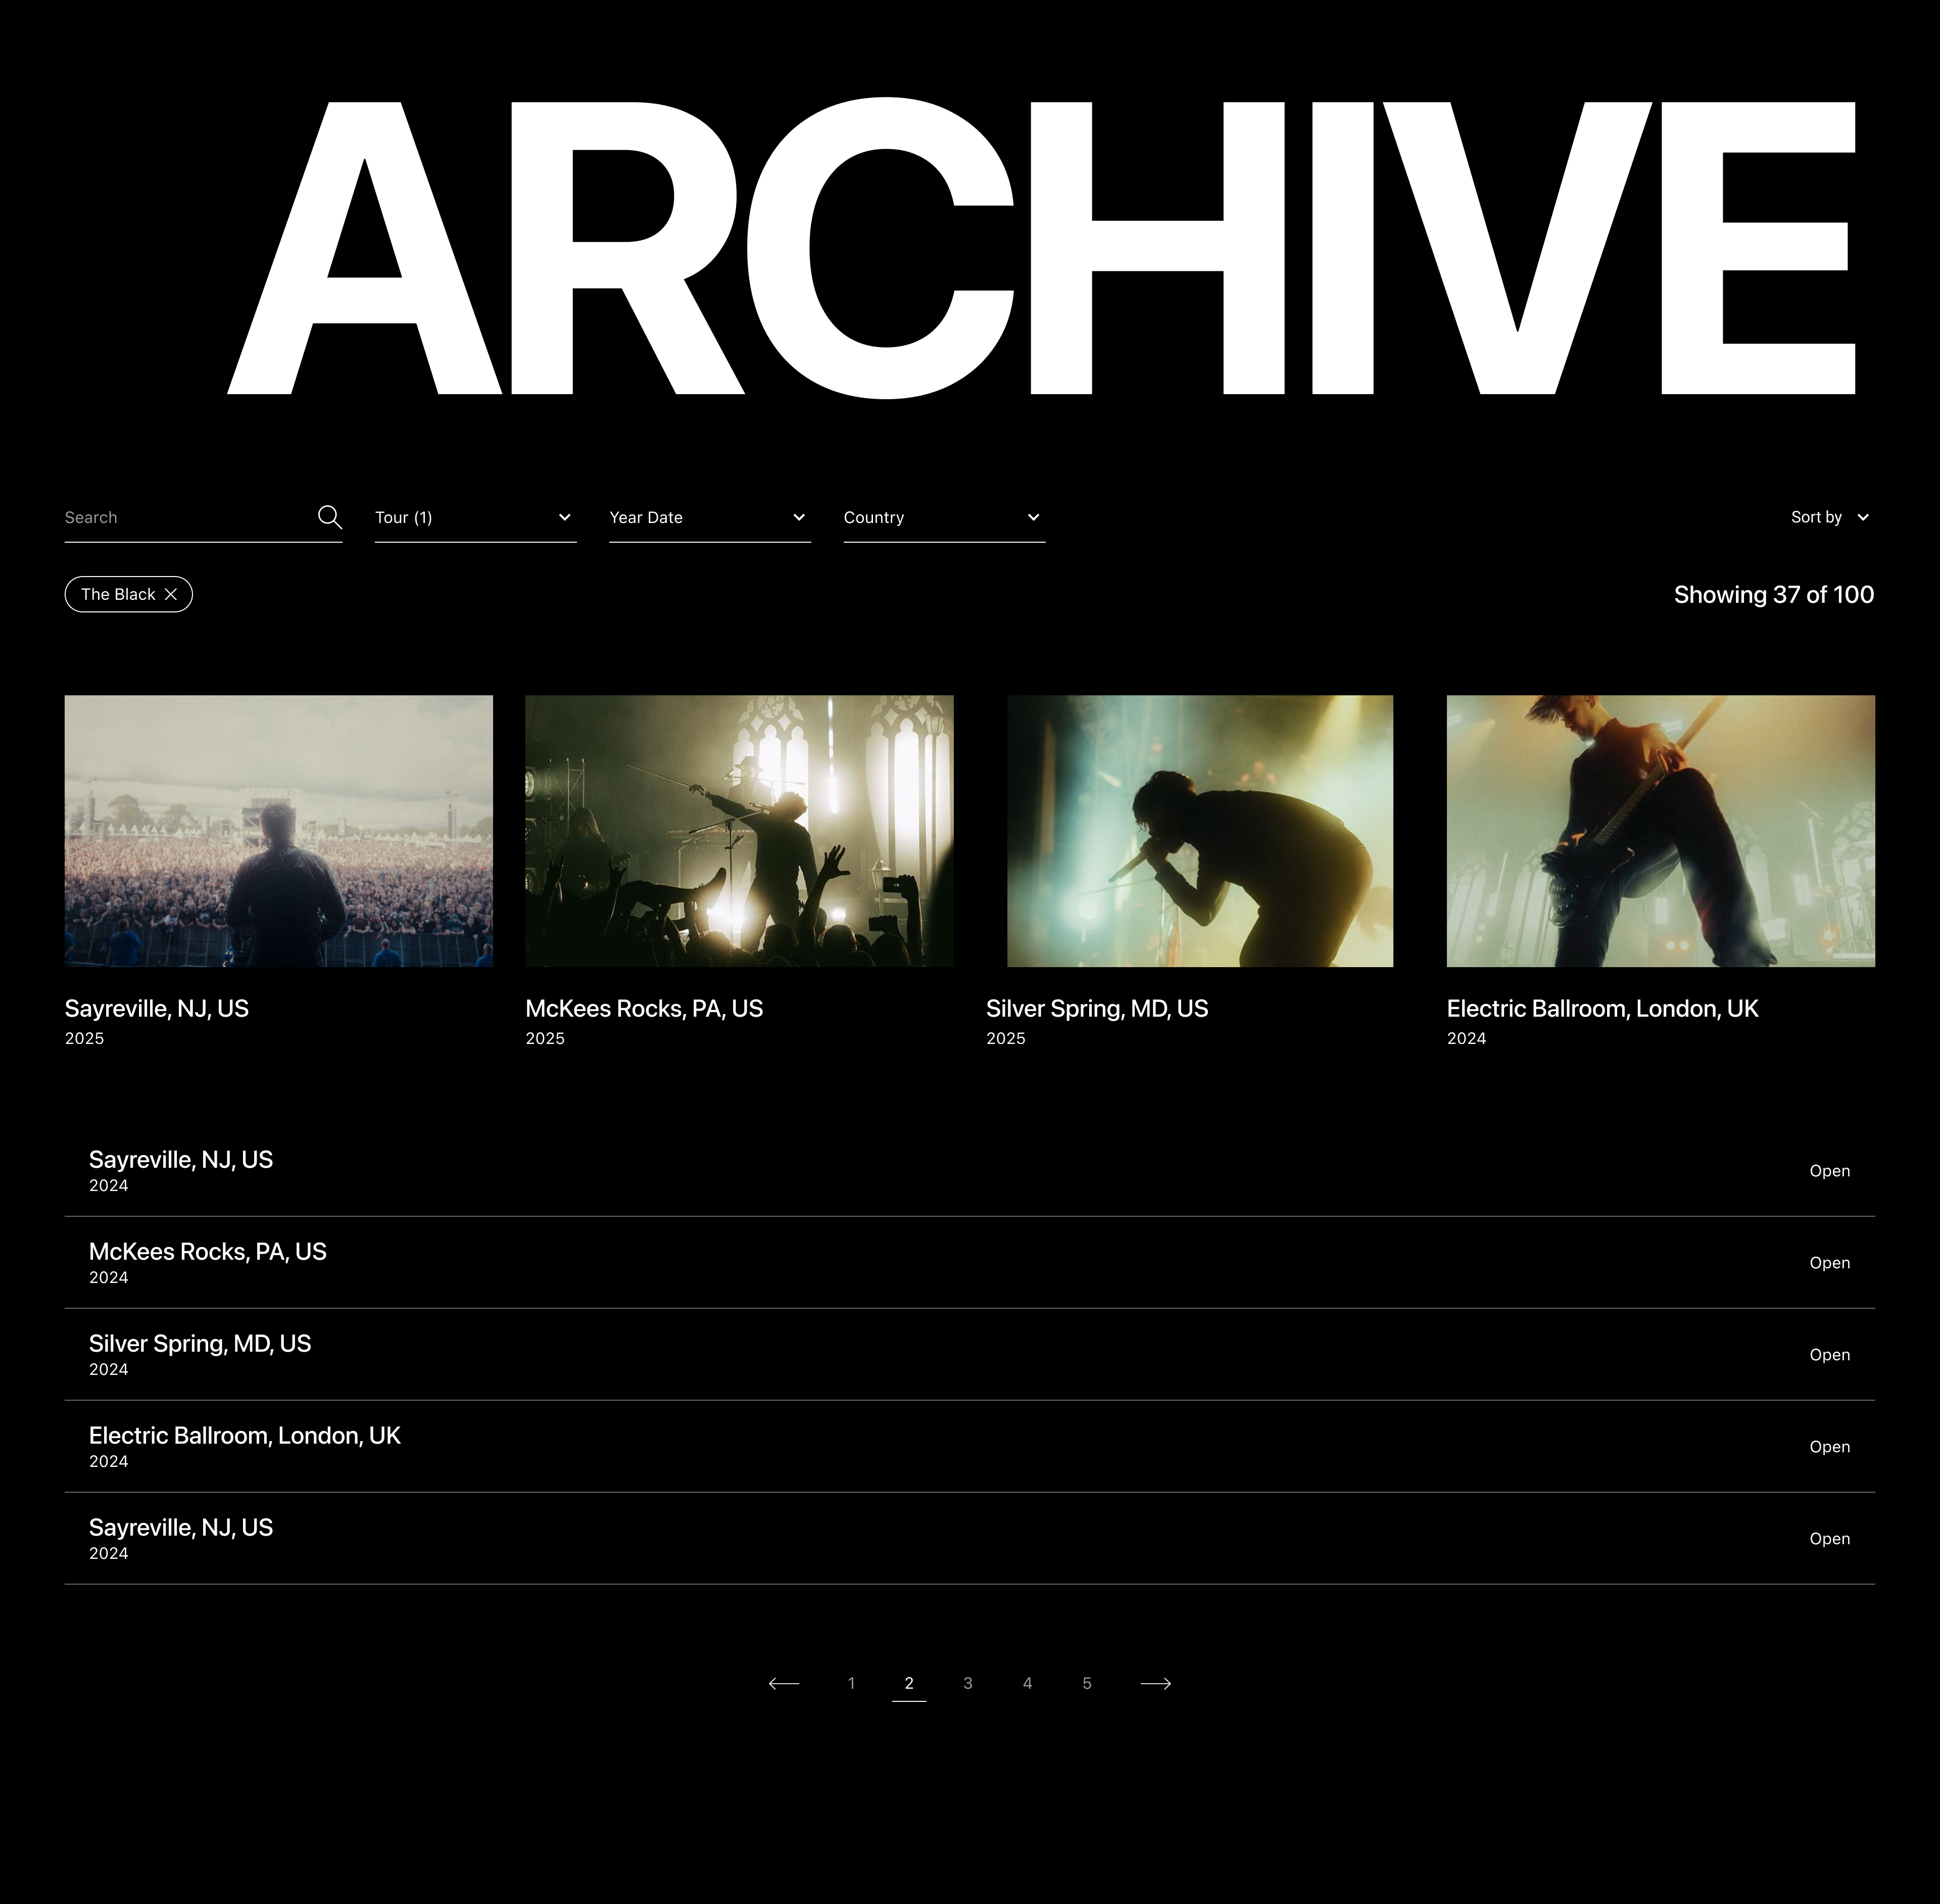 ARCHIVE
Search
Tour (1)
Year Date
Country
Sort by
The Black
Showing 37 of 100
Sayreville, NJ, US
2025
McKees Rocks, PA, US
2025
Silver Spring, MD, US
2025
Electric Ballroom, London, UK
2024
Sayreville, NJ, US
2024
Open
McKees Rocks, PA, US
2024
Open
Silver Spring, MD, US
2024
Open
Electric Ballroom, London, UK
2024
Open
Sayreville, NJ, US
2024
Open
1 2 3 4 5